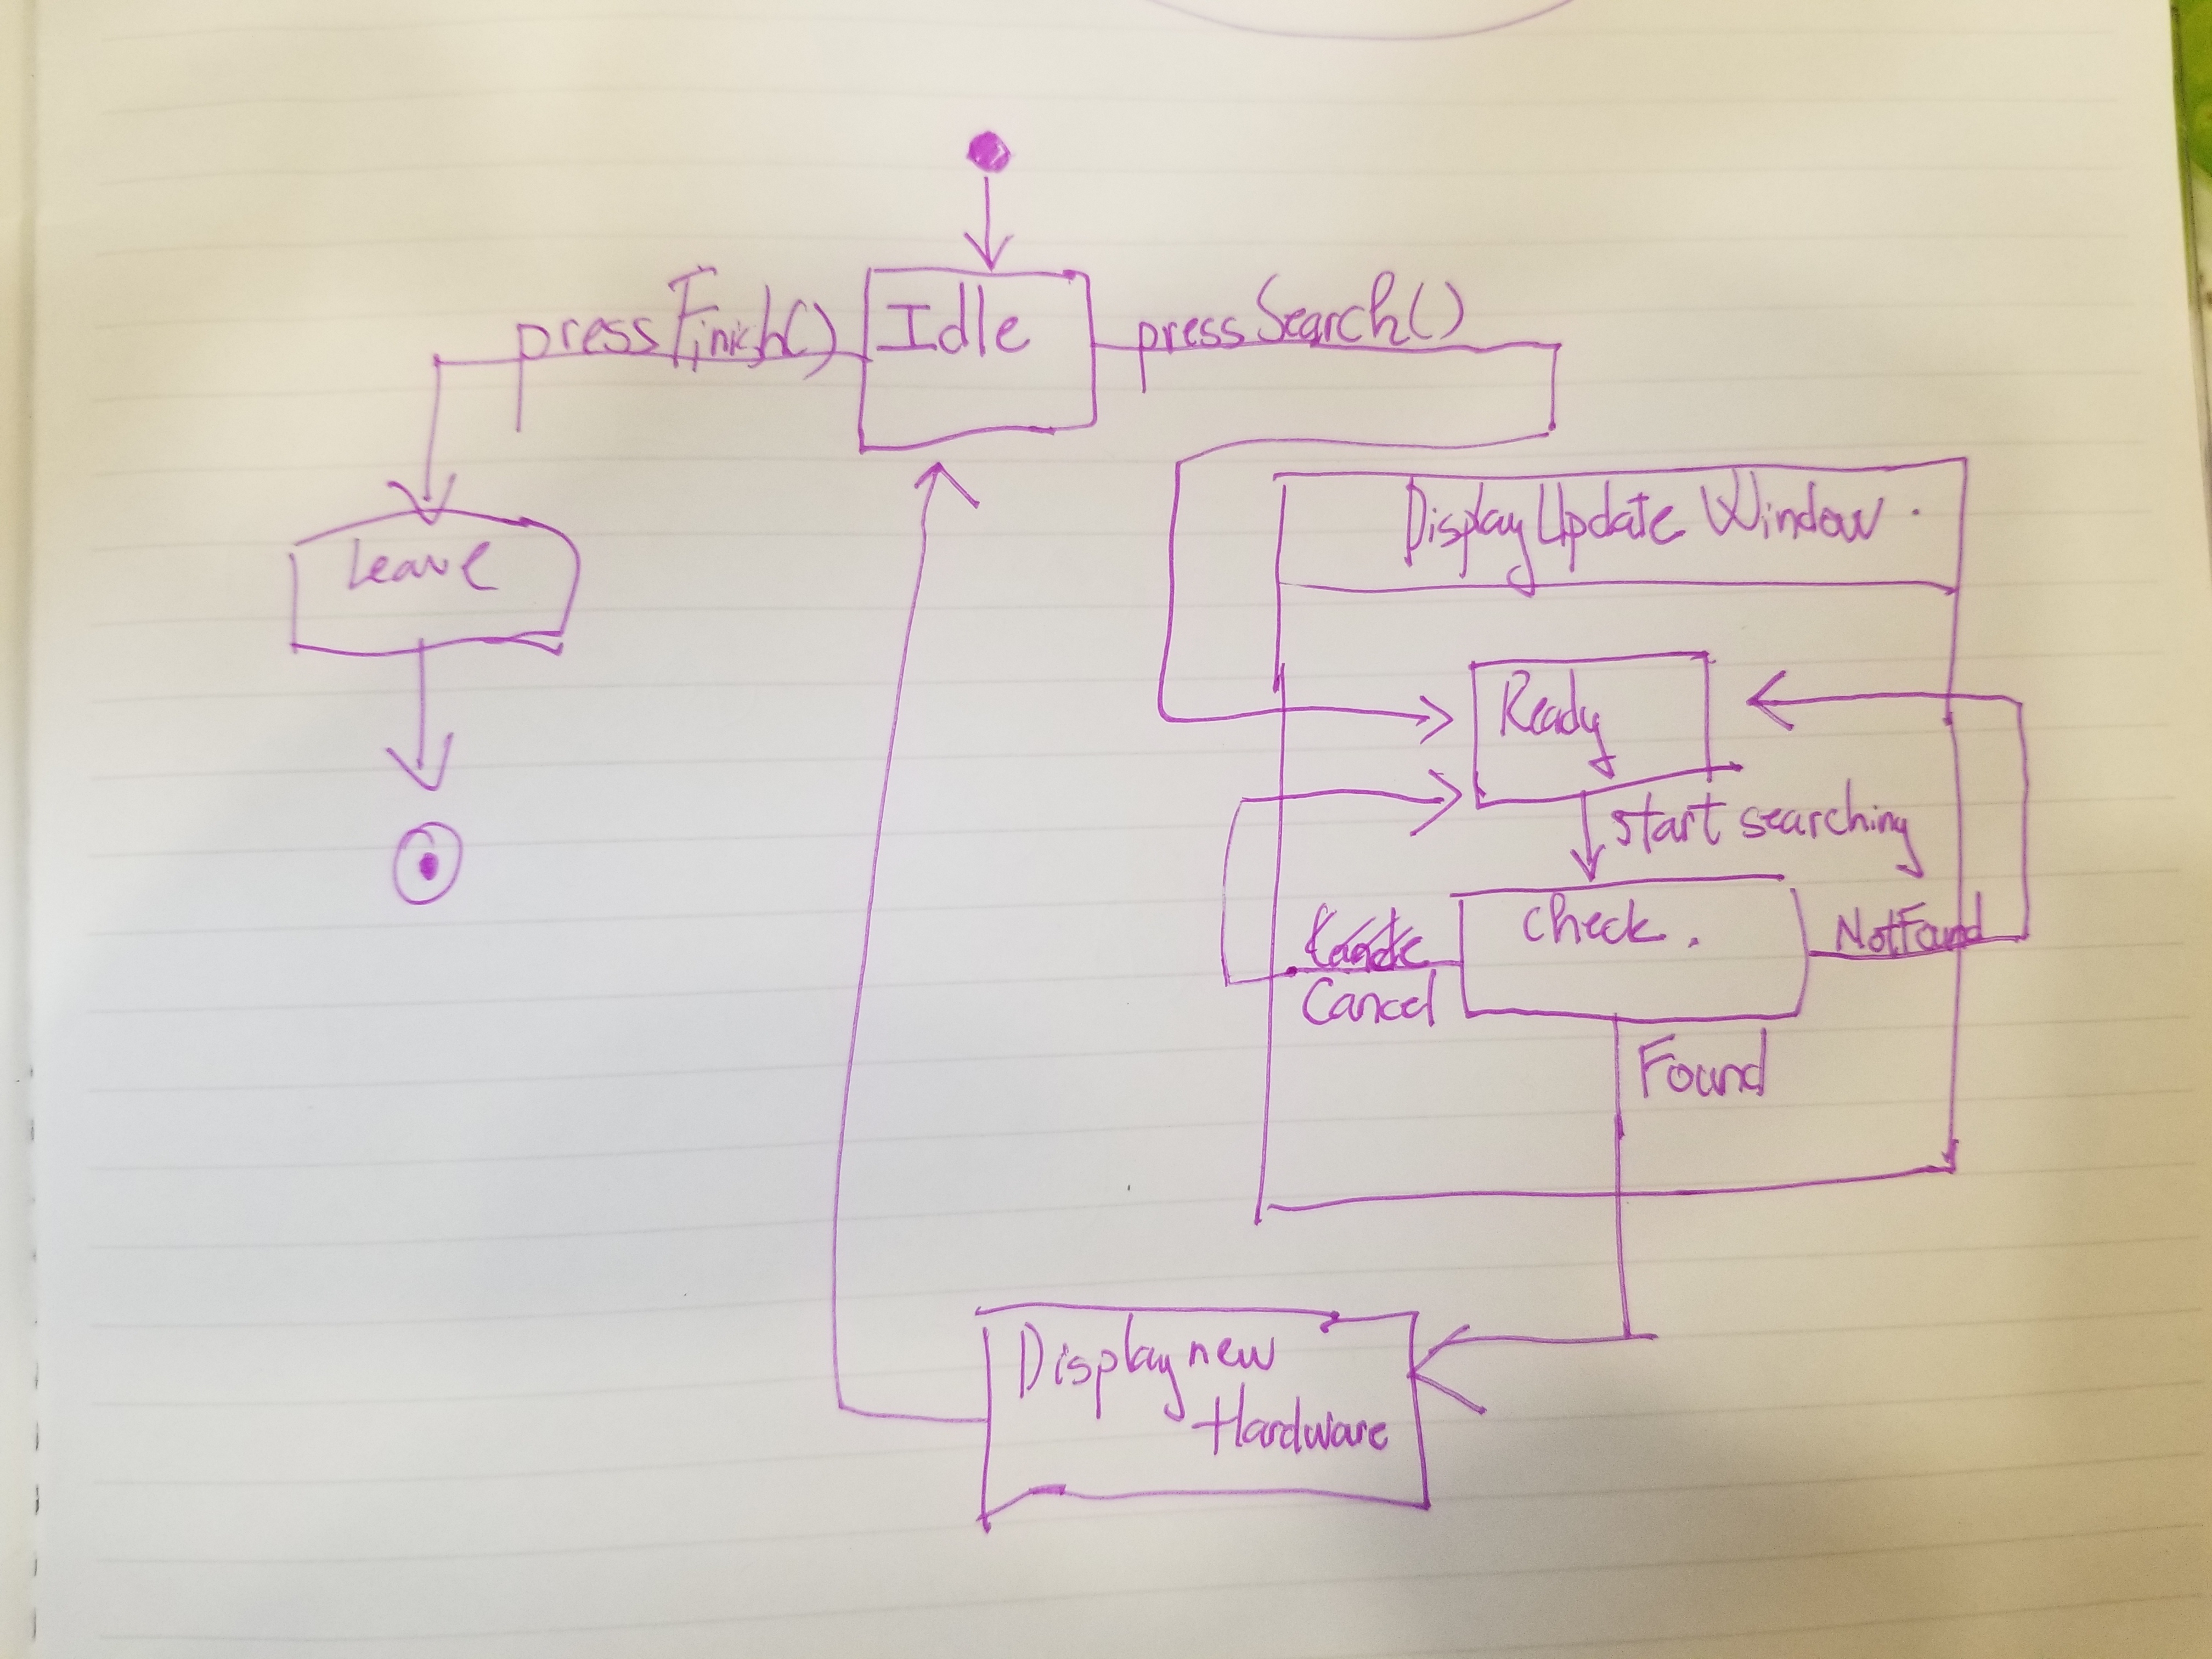 pressFinish()
Idle
pressSearch()
Leave
Display Update Window.
Ready
Start searching
Cancel
check.
NotFound
Found
Display new
Hardware